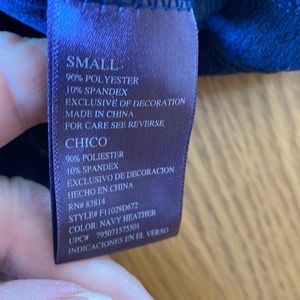 SMALL
90% POLYESTER
10% SPANDEX
EXCLUSIVE OF DECORATION
MADE IN CHINA
FOR CARE SEE REVERSE
CHICO
90% POLIESTER
10% SPANDEX
EXCLUSIVO DE DECORACION
HECHO EN CHINA
RN# 83814
STYLE# F11029D672
COLOR: NAVY HEATHER
UPC# 795071575501
INDICACIONES EN EL VERSO